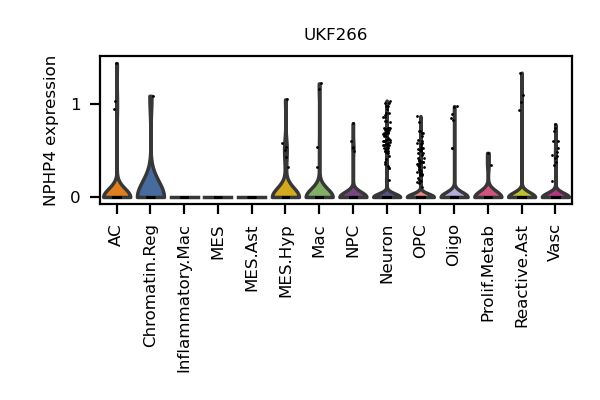 UKF266
NPHP4 expression
1
0
AC
Chromatin.Reg
Inflammatory.Mac
MES
MES.Ast
MES.Hyp
Mac
NPC
Neuron
OPC
Oligo
Prolif.Metab
Reactive.Ast
Vasc